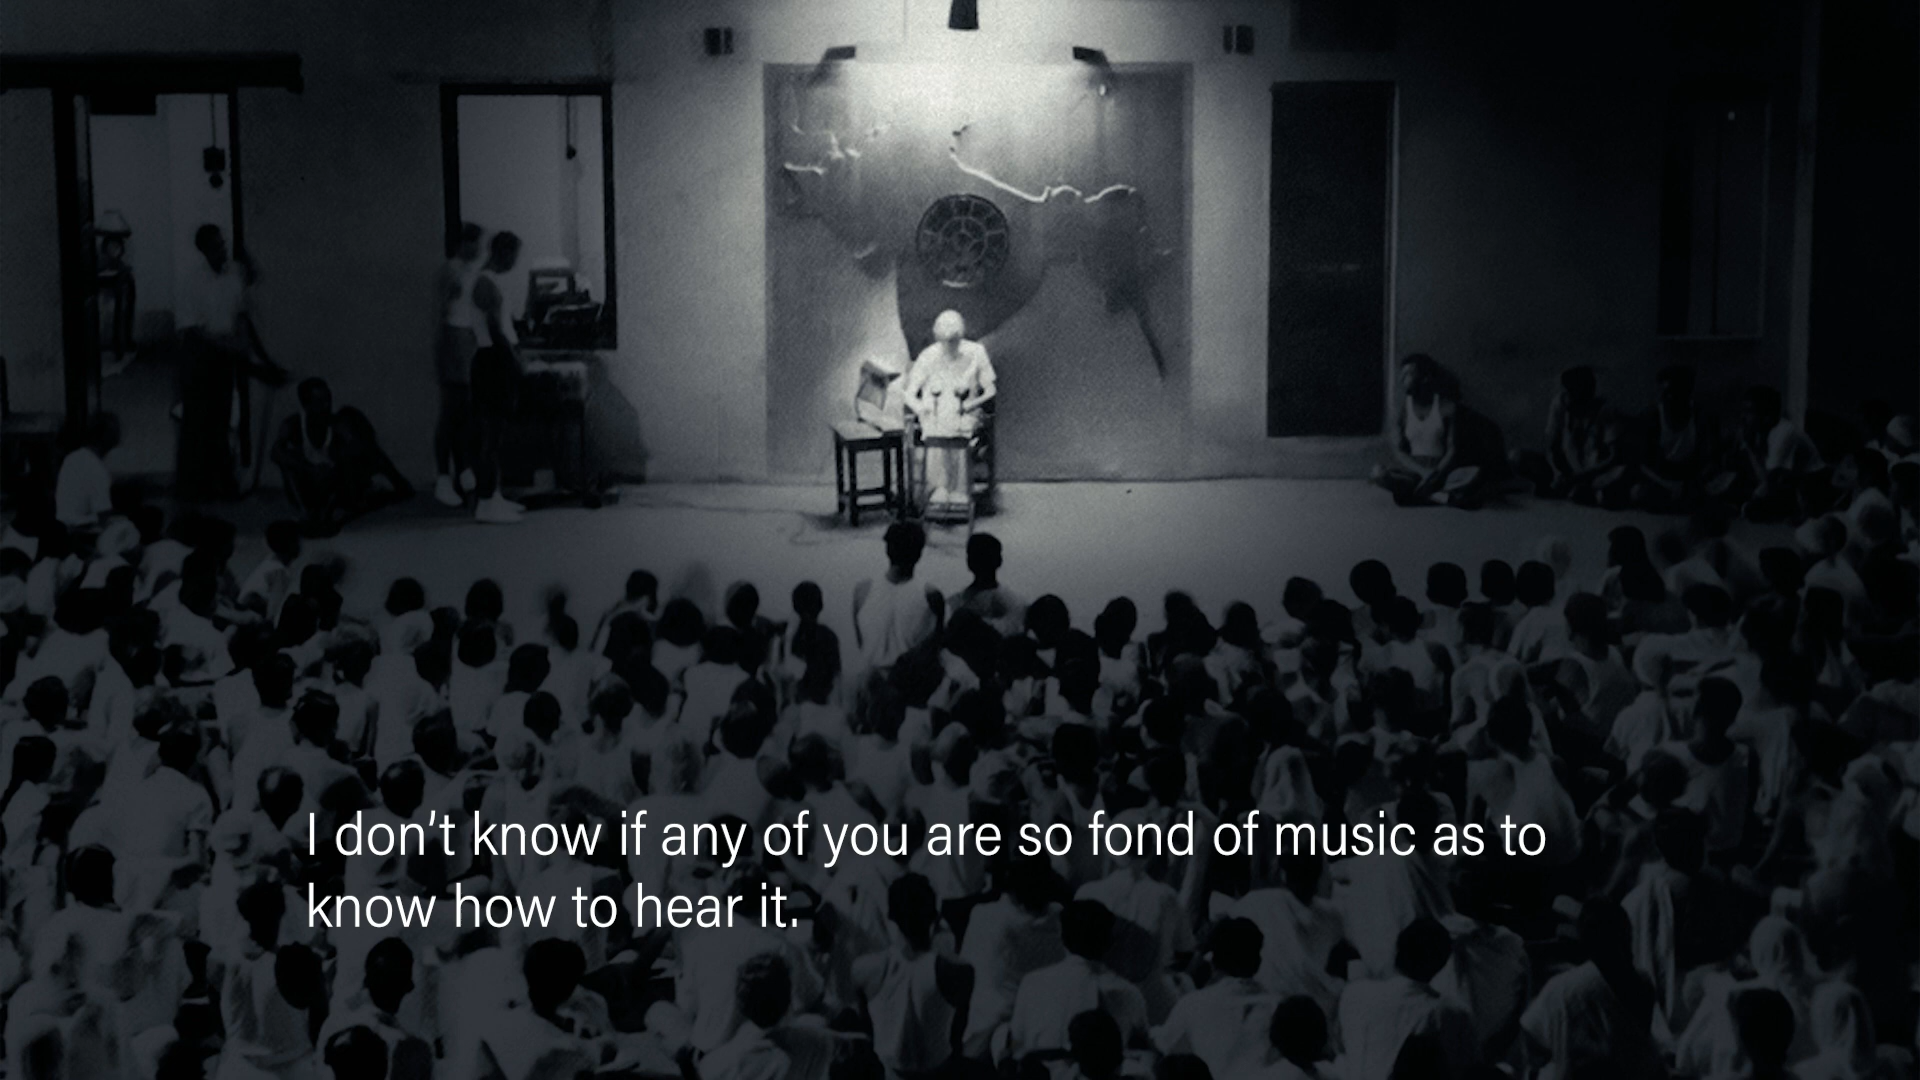 I don’t know if any of you are so fond of music as to
know how to hear it.